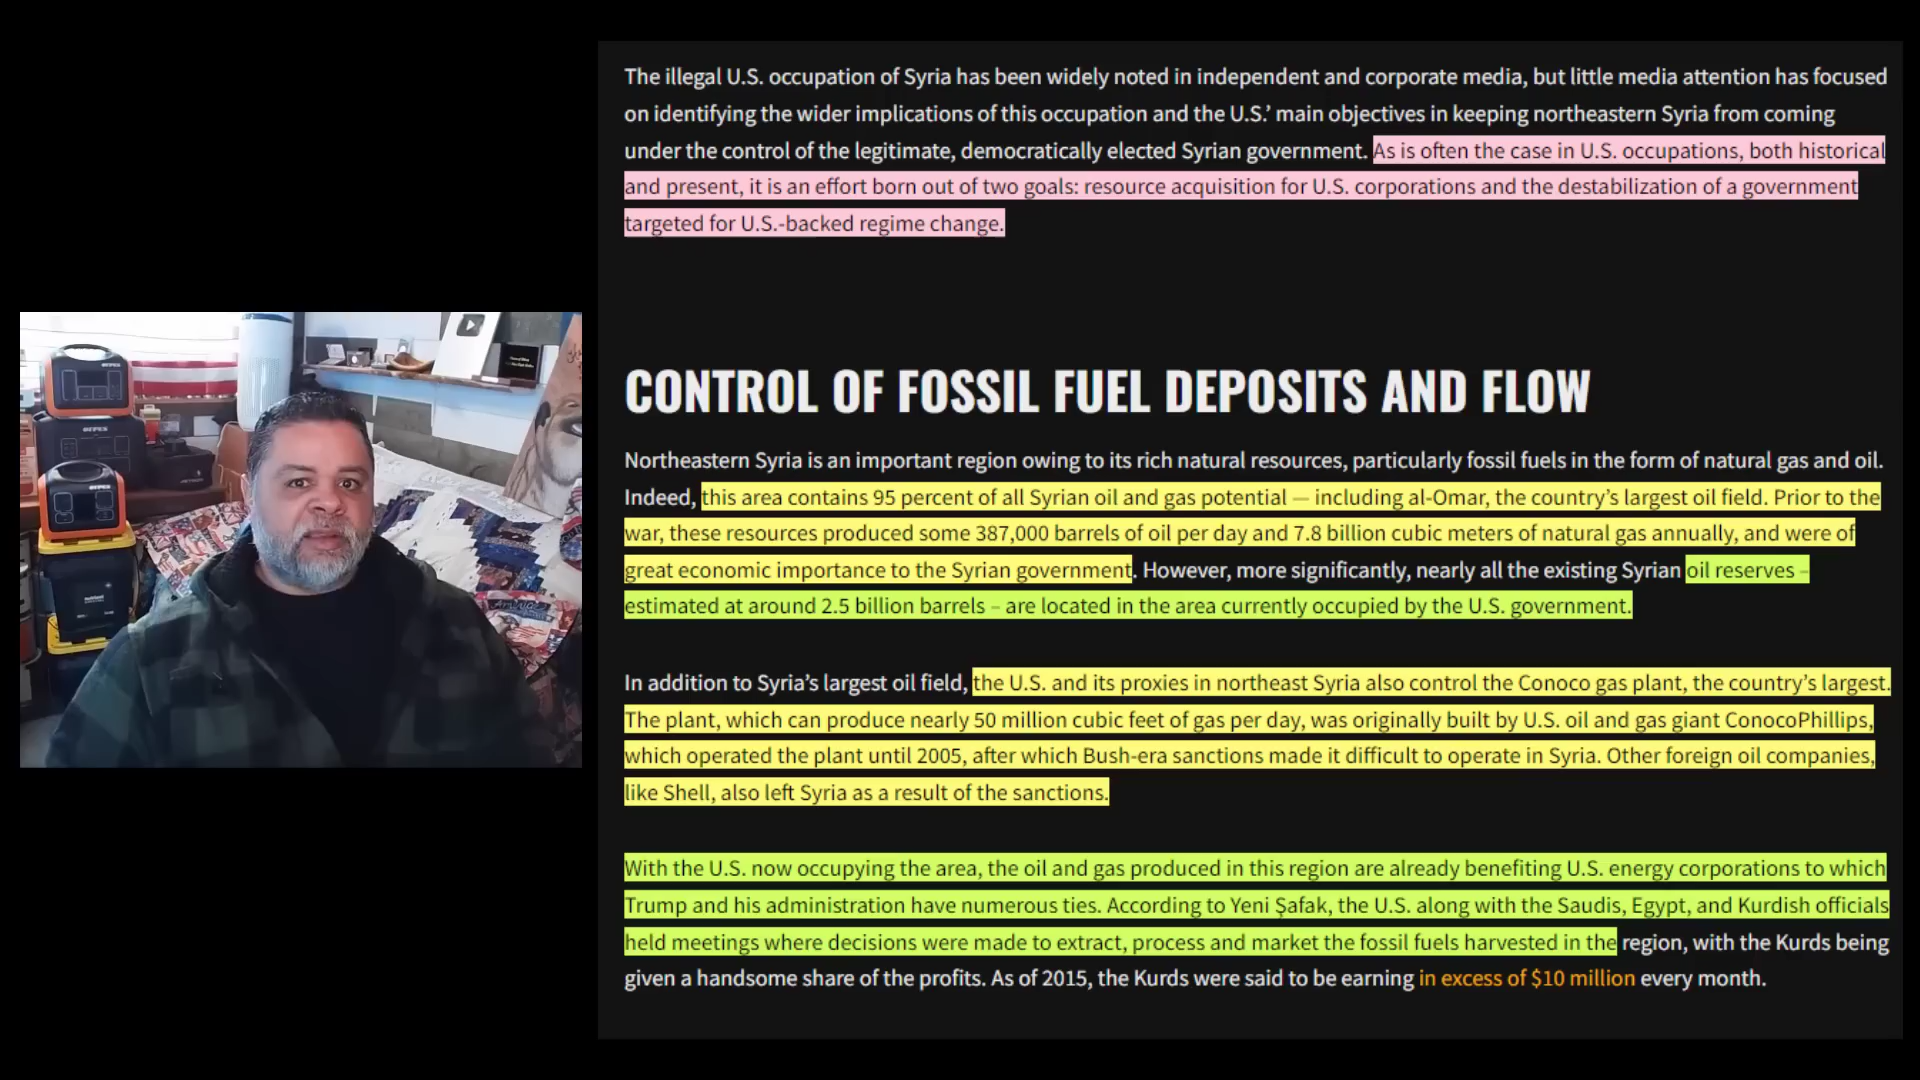 The illegal U.S. occupation of Syria has been widely noted in independent and corporate media, but little media attention has focused
on identifying the wider implications of this occupation and the U.S.’ main objectives in keeping northeastern Syria from coming
under the control of the legitimate, democratically elected Syrian government. As is often the case in U.S. occupations, both historical
and present, it is an effort born out of two goals: resource acquisition for U.S. corporations and the destabilization of a government
targeted for U.S.-backed regime change.
CONTROL OF FOSSIL FUEL DEPOSITS AND FLOW
Northeastern Syria is an important region owing to its rich natural resources, particularly fossil fuels in the form of natural gas and oil.
Indeed, this area contains 95 percent of all Syrian oil and gas potential — including al-Omar, the country’s largest oil field. Prior to the
war, these resources produced some 387,000 barrels of oil per day and 7.8 billion cubic meters of natural gas annually, and were of
great economic importance to the Syrian government. However, more significantly, nearly all the existing Syrian oil reserves –
estimated at around 2.5 billion barrels – are located in the area currently occupied by the U.S. government.
In addition to Syria’s largest oil field, the U.S. and its proxies in northeast Syria also control the Conoco gas plant, the country’s largest.
The plant, which can produce nearly 50 million cubic feet of gas per day, was originally built by U.S. oil and gas giant ConocoPhillips,
which operated the plant until 2005, after which Bush-era sanctions made it difficult to operate in Syria. Other foreign oil companies,
like Shell, also left Syria as a result of the sanctions.
With the U.S. now occupying the area, the oil and gas produced in this region are already benefiting U.S. energy corporations to which
Trump and his administration have numerous ties. According to Yeni Şafak, the U.S. along with the Saudis, Egypt, and Kurdish officials
held meetings where decisions were made to extract, process and market the fossil fuels harvested in the region, with the Kurds being
given a handsome share of the profits. As of 2015, the Kurds were said to be earning in excess of $10 million every month.